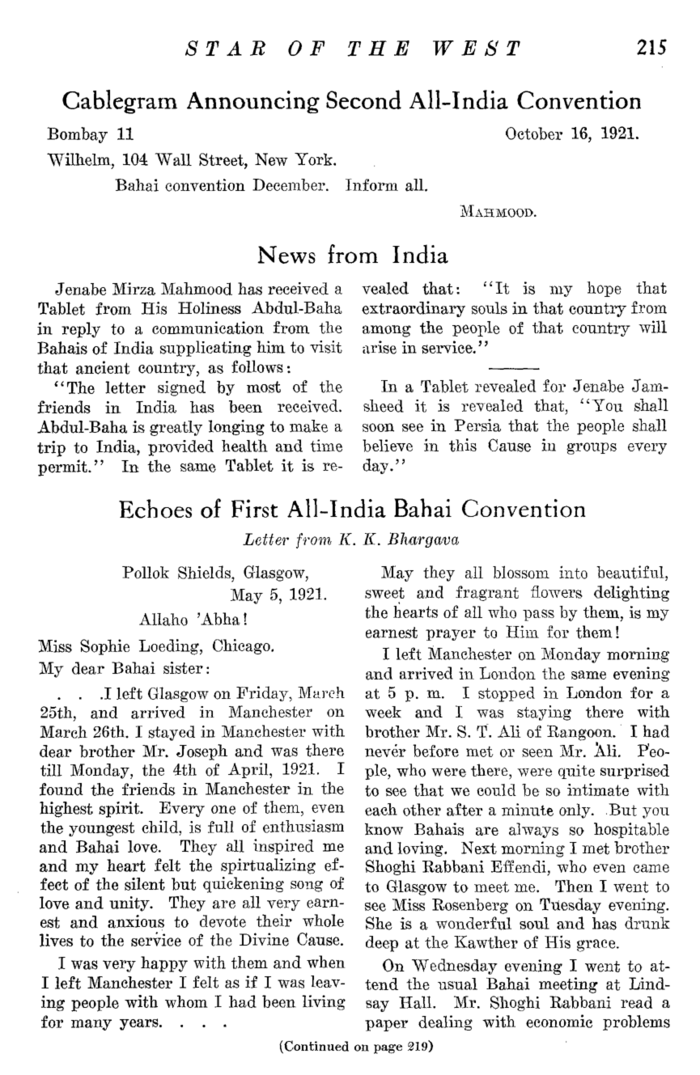 STAR OF THE WEST 215
Cablegram Announcing Second All-India Convention
Bombay 11 October 16, 1921.
Wilhelm, 104 Wall Street, New York.
Bahai convention December. Inform all.
MAHMOOD.
News from India
Jenabe Mirza Mahmood has received a
Tablet from His Holiness Abdul-Baha
in reply to a communication from the
Bahais of India supplicating him to visit
that ancient country, as follows:
"The letter signed by most of the
friends in India has been received.
Abdul-Baha is greatly longing to make a
trip to India, provided health and time
permit." In the same Tablet it is re-
vealed that: "It is my hope that
extraordinary souls in that country from
among the people of that country will
arise in service."
In a Tablet revealed for Jenabe Jam-
sheed it is revealed that, "You shall
soon see in Persia that the people shall
believe in this Cause in groups every
day."
Echoes of First All-India Bahai Convention
Letter from K. K. Bhargava
Pollok Shields, Glasgow,
May 5, 1921.
Allaho 'Abha!
Miss Sophie Loeding, Chicago.
My dear Bahai sister:
. . .I left Glasgow on Friday, March
25th, and arrived in Manchester on
March 26th. I stayed in Manchester with
dear brother Mr. Joseph and was there
till Monday, the 4th of April, 1921. I
found the friends in Manchester in the
highest spirit. Every one of them, even
the youngest child, is full of enthusiasm
and Bahai love. They all inspired me
and my heart felt the spirtualizing ef-
fect of the silent but quickening song of
love and unity. They are all very earn-
est and anxious to devote their whole
lives to the service of the Divine Cause.
I was very happy with them and when
I left Manchester I felt as if I was leav-
ing people with whom I had been living
for many years. . . .
May they all blossom into beautiful,
sweet and fragrant flowers delighting
the hearts of all who pass by them, is my
earnest prayer to Him for them!
I left Manchester on Monday morning
and arrived in London the same evening
at 5 p. m. I stopped in London for a
week and I was staying there with
brother Mr. S. T. Ali of Rangoon. I had
never before met or seen Mr. Ali. Peo-
ple, who were there, were quite surprised
to see that we could be so intimate with
each other after a minute only. But you
know Bahais are always so hospitable
and loving. Next morning I met brother
Shoghi Rabbani Effendi, who even came
to Glasgow to meet me. Then I went to
see Miss Rosenberg on Tuesday evening.
She is a wonderful soul and has drunk
deep at the Kawther of His grace.
On Wednesday evening I went to at-
tend the usual Bahai meeting at Lind-
say Hall. Mr. Shoghi Rabbani read a
paper dealing with economic problems
(Continued on page 219)